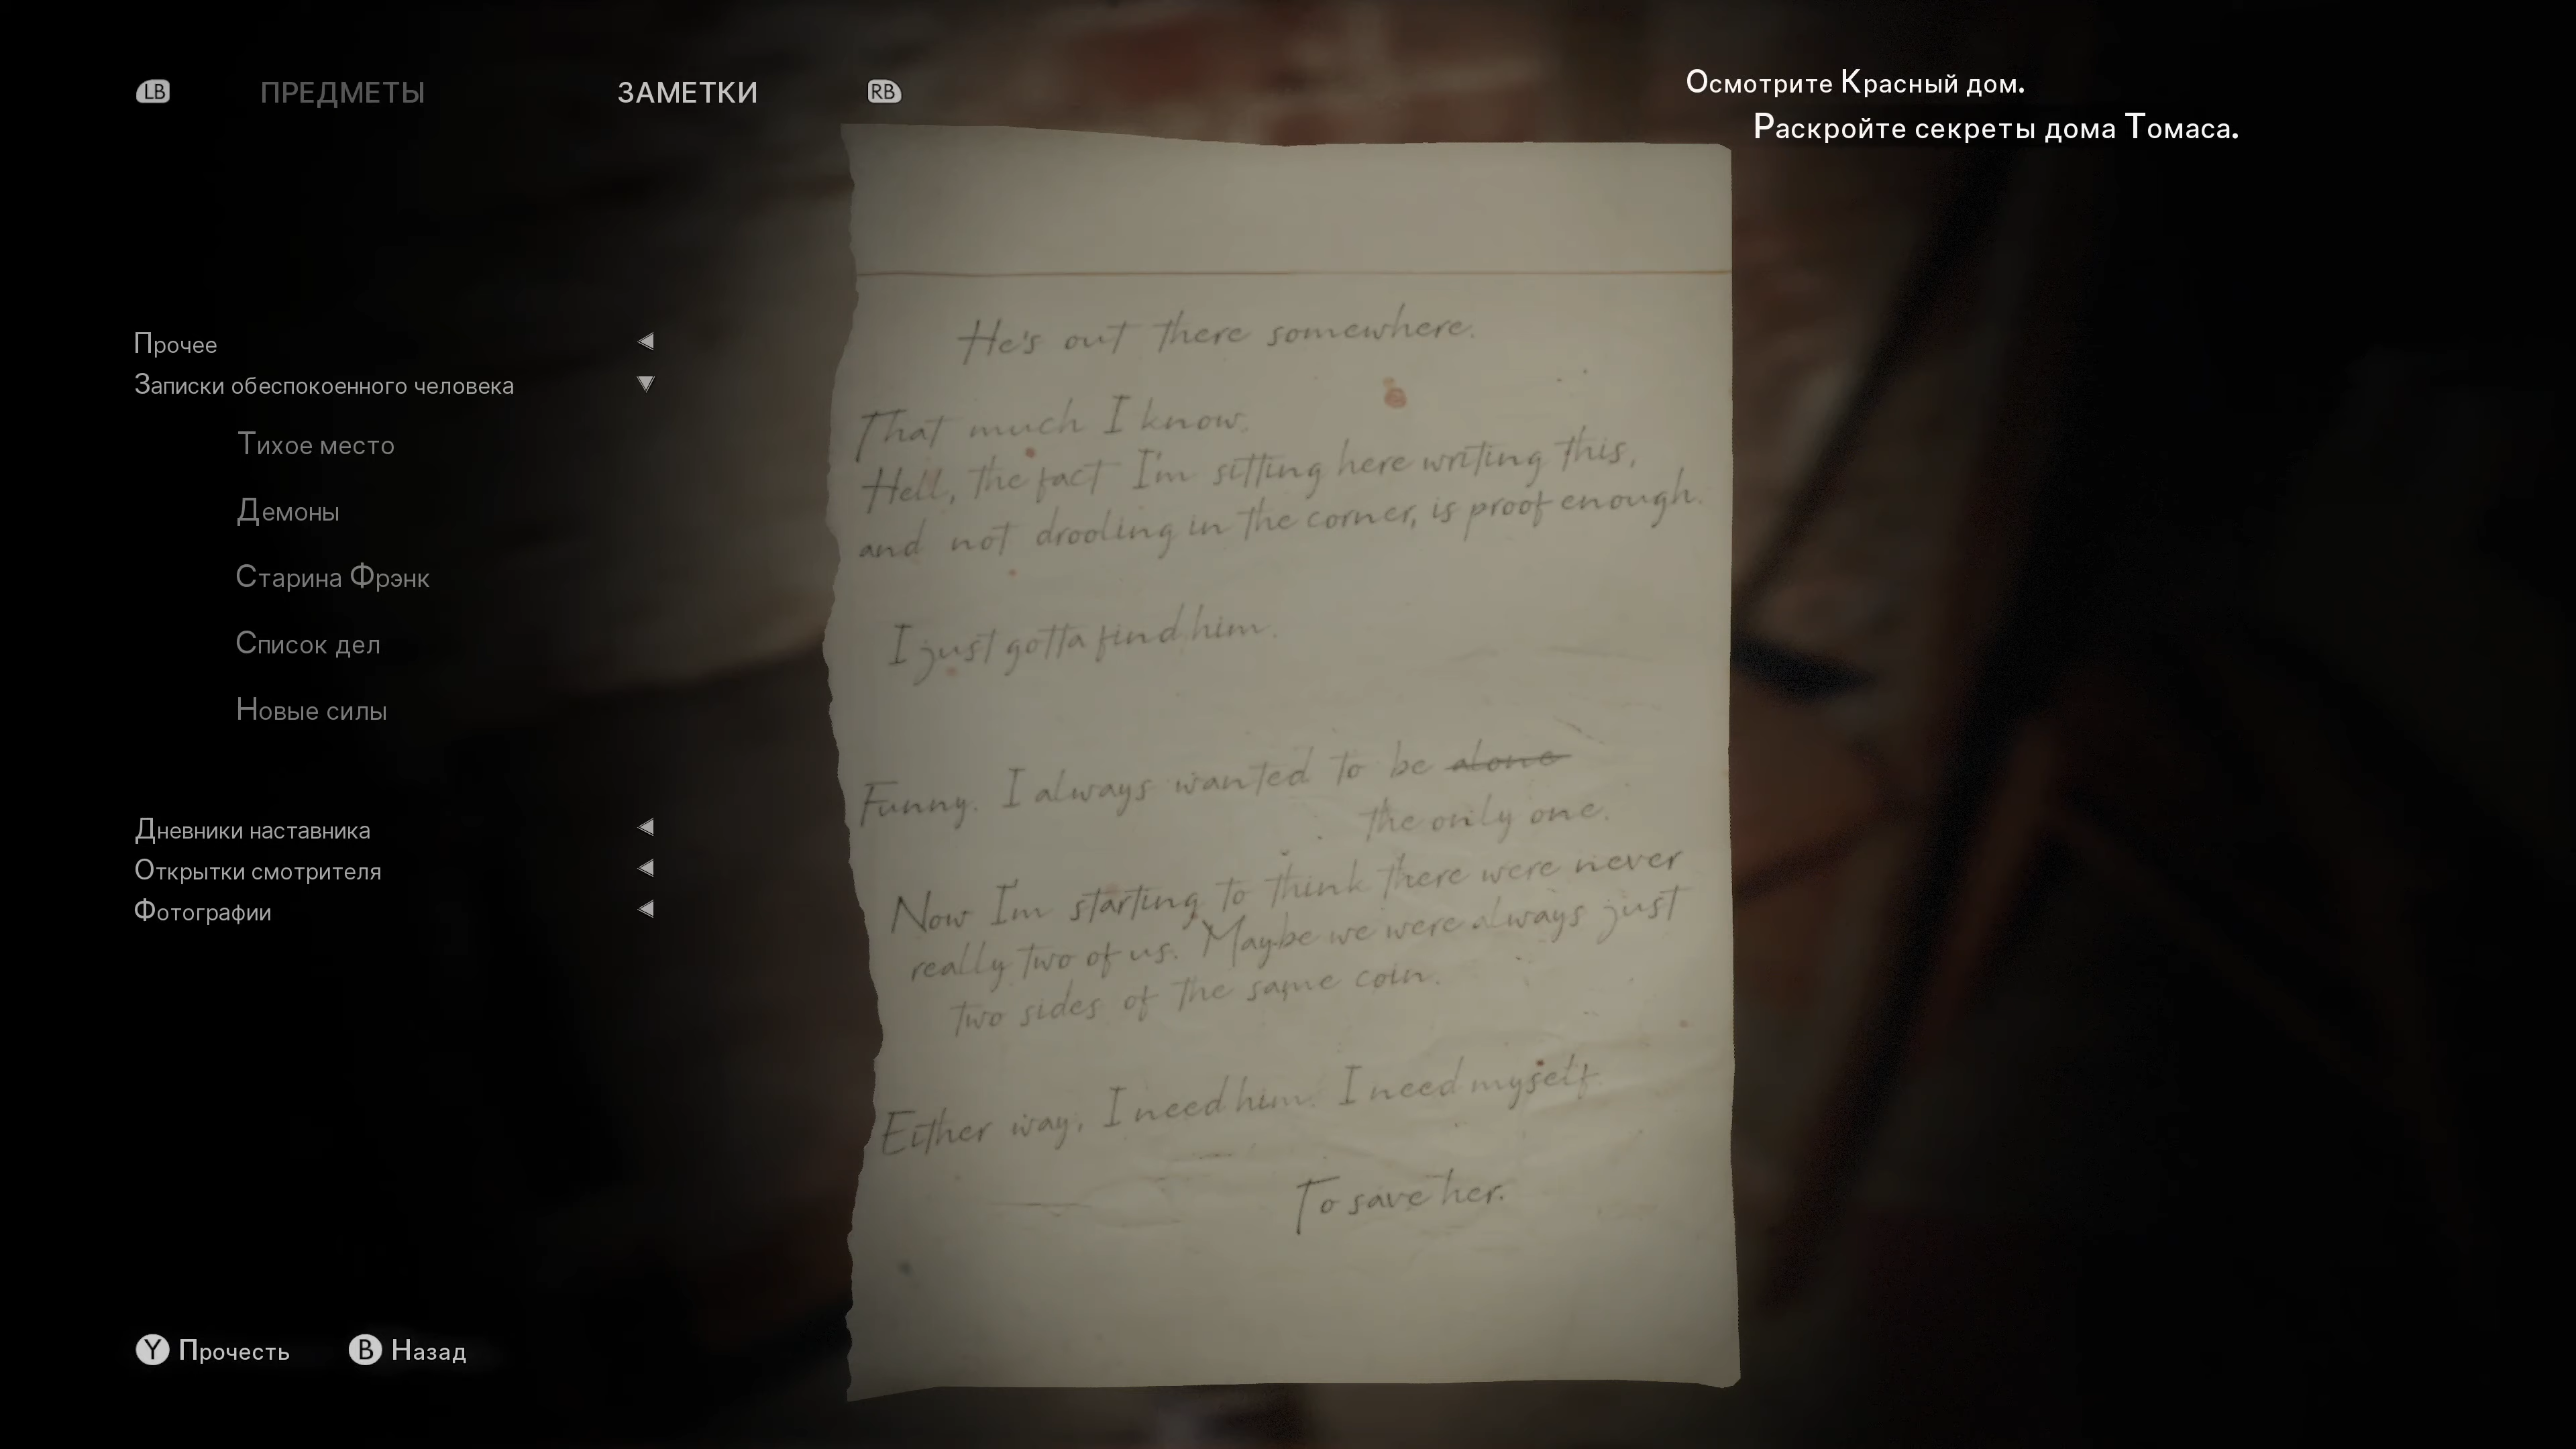 LB ПРЕДМЕТЫ ЗАМЕТКИ RB
Осмотрите Красный дом.
Раскройте секреты дома Томаса.
Прочее
Записки обеспокоенного человека
Тихое место
Демоны
Старина Фрэнк
Список дел
Новые силы
Дневники наставника
Открытки смотрителя
Фотографии
He's out there somewhere.
That much I know.
Hell, the fact I'm sitting here writing this,
and not drooling in the corner, is proof enough.
I just gotta find him.
Funny. I always wanted to be alone
the only one.
Now I'm starting to think there were never
really two of us. Maybe we were always just
two sides of the same coin.
Either way, I need him. I need myself.
To save her.
Y Прочесть B Назад